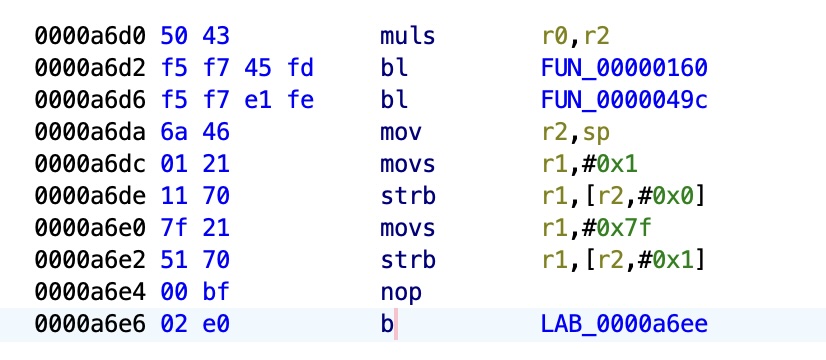 0000a6d0 50 43 muls r0,r2
0000a6d2 f5 f7 45 fd bl FUN_00000160
0000a6d6 f5 f7 e1 fe bl FUN_0000049c
0000a6da 6a 46 mov r2,sp
0000a6dc 01 21 movs r1,#0x1
0000a6de 11 70 strb r1,[r2,#0x0]
0000a6e0 7f 21 movs r1,#0x7f
0000a6e2 51 70 strb r1,[r2,#0x1]
0000a6e4 00 bf nop
0000a6e6 02 e0 b LAB_0000a6ee